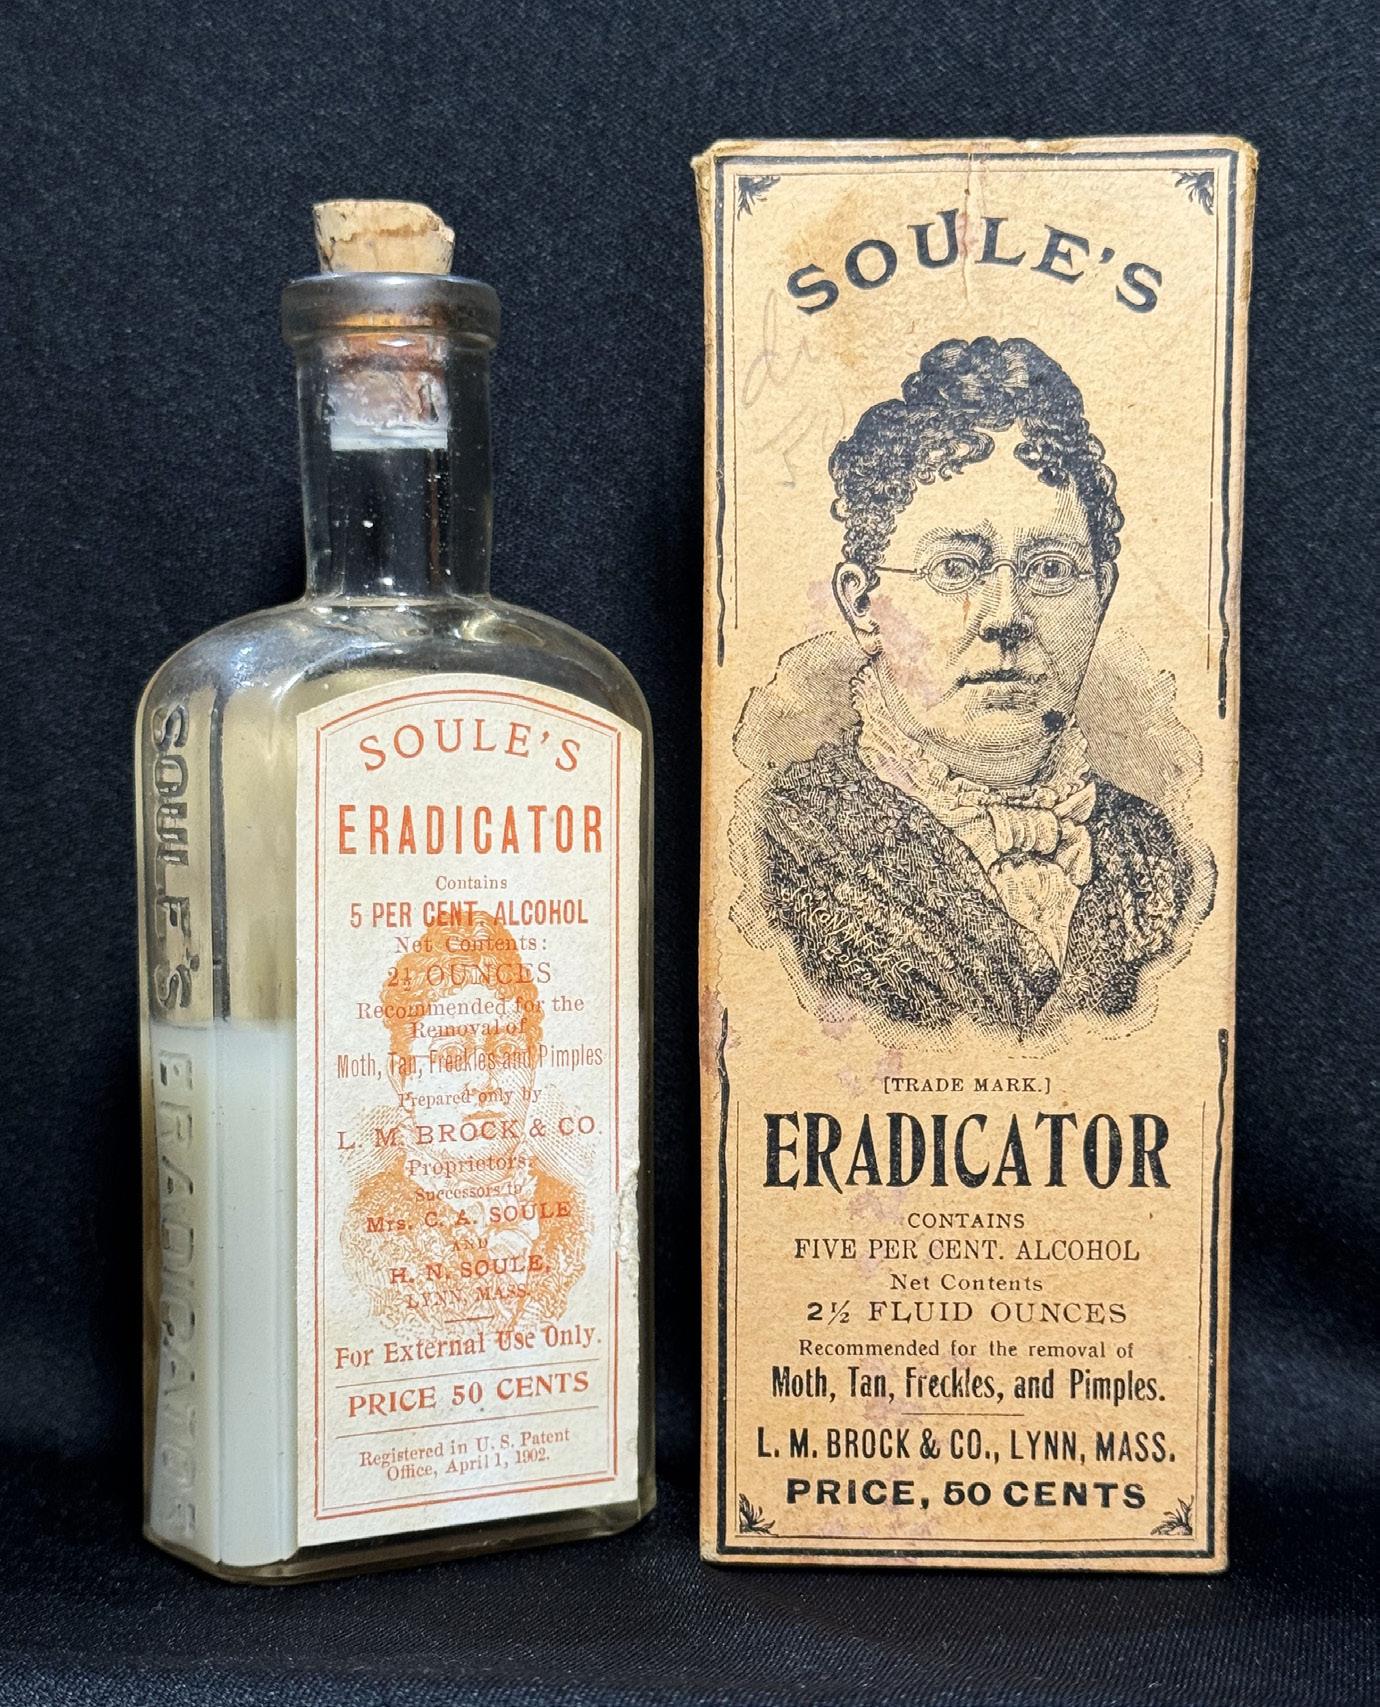 SOULE'S ERADICATOR
SOULE'S
ERADICATOR
Contains
5 PER CENT. ALCOHOL
Net Contents:
2½ OUNCES
Recommended for the
Removal of
Moth, Tan, Freckles and Pimples
Prepared only by
L. M. BROCK & CO.
Proprietors.
Successors to
Mrs. C. A. SOULE
AND
H. N. SOULE,
LYNN, MASS.
For External Use Only.
PRICE 50 CENTS
Registered in U. S. Patent
Office, April 1, 1902.
SOULE'S
[TRADE MARK.]
ERADICATOR
CONTAINS
FIVE PER CENT. ALCOHOL
Net Contents
2½ FLUID OUNCES
Recommended for the removal of
Moth, Tan, Freckles, and Pimples.
L. M. BROCK & CO., LYNN, MASS.
PRICE, 50 CENTS